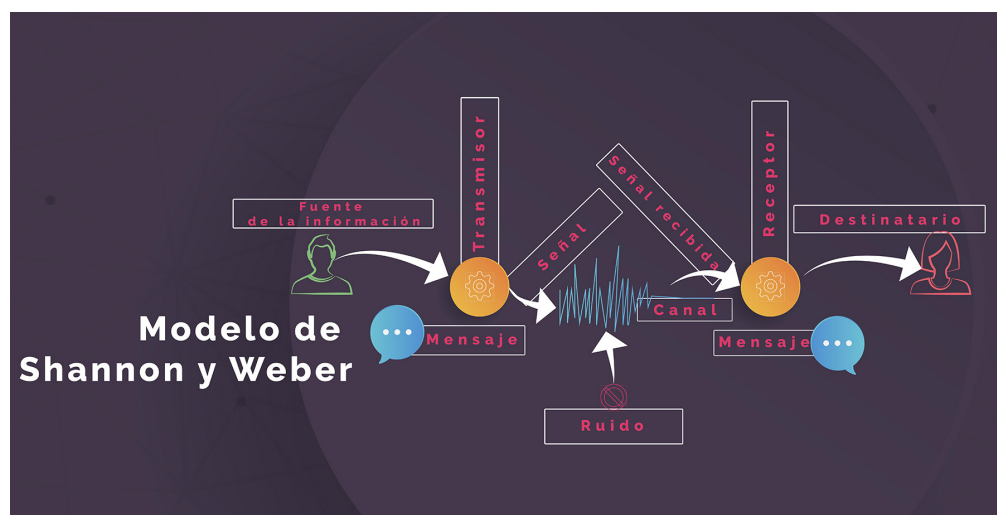 Modelo de
Shannon y Weber
Fuente
de la información
Transmisor
Señal
Señal recibida
Receptor
Destinatario
Mensaje
Canal
Mensaje
Ruido